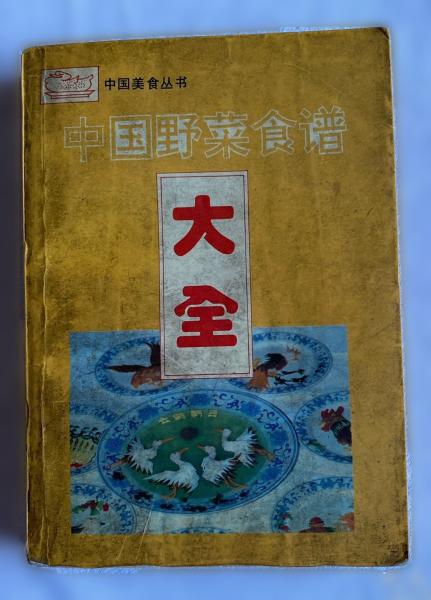 中国美食丛书
中国野菜食谱
大
全